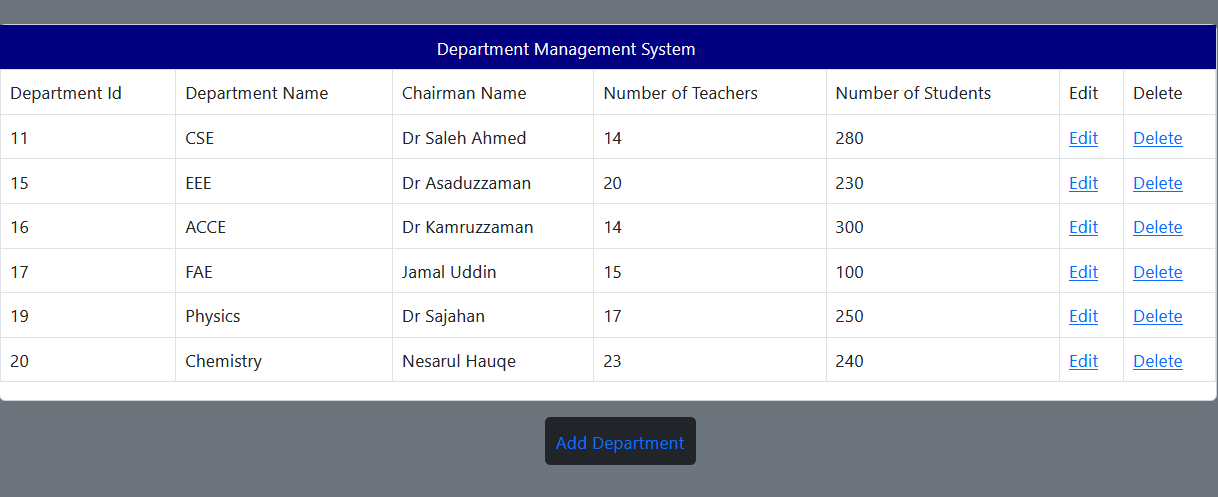 Department Management System
Department Id Department Name Chairman Name Number of Teachers Number of Students Edit Delete
11 CSE Dr Saleh Ahmed 14 280 Edit Delete
15 EEE Dr Asaduzzaman 20 230 Edit Delete
16 ACCE Dr Kamruzzaman 14 300 Edit Delete
17 FAE Jamal Uddin 15 100 Edit Delete
19 Physics Dr Sajahan 17 250 Edit Delete
20 Chemistry Nesarul Hauqe 23 240 Edit Delete
Add Department